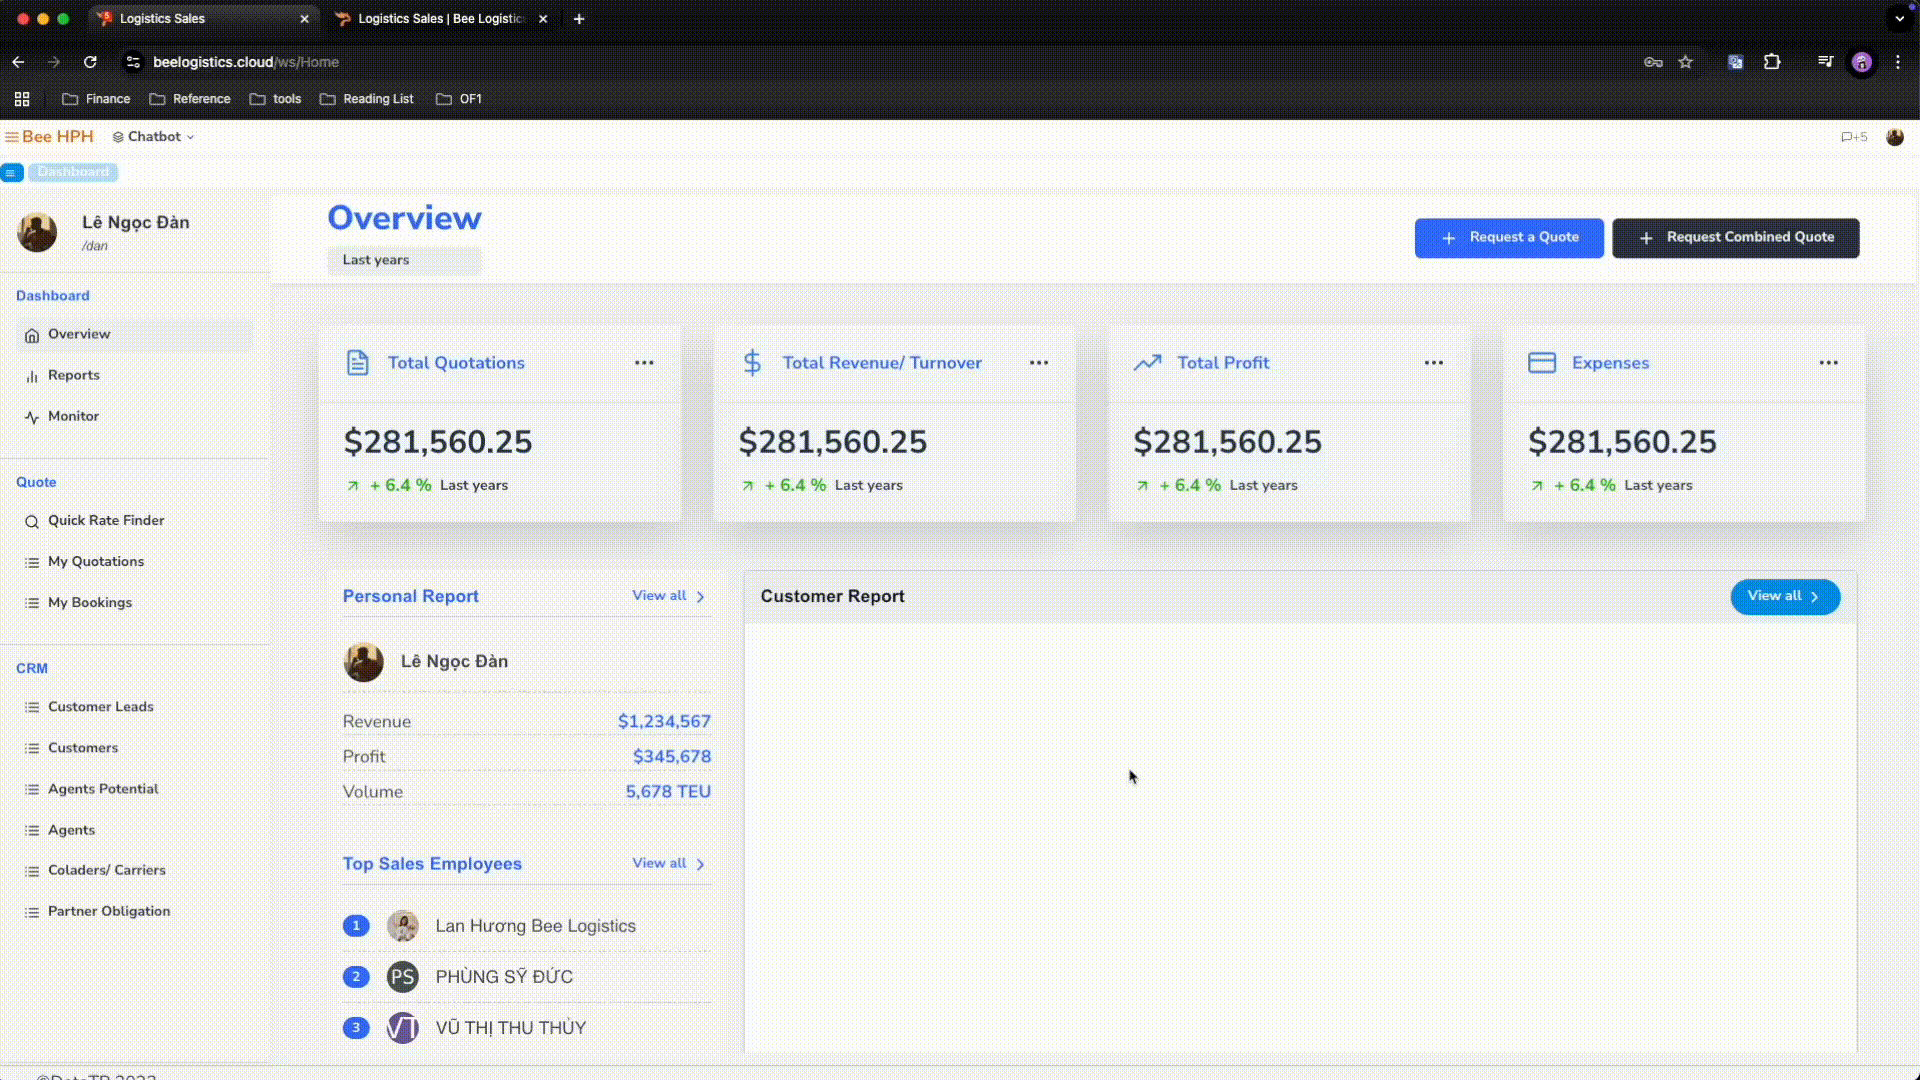 Logistics Sales
Logistics Sales | Bee Logistic
beelogistics.cloud/ws/Home
Finance
Reference
tools
Reading List
OF1
Bee HPH
Chatbot
+5
Dashboard
Lê Ngọc Đàn
/dan
Dashboard
Overview
Reports
Monitor
Quote
Quick Rate Finder
My Quotations
My Bookings
CRM
Customer Leads
Customers
Agents Potential
Agents
Coladers/ Carriers
Partner Obligation
Overview
Last years
Request a Quote
Request Combined Quote
Total Quotations
$281,560.25
+ 6.4 % Last years
Total Revenue/ Turnover
$281,560.25
+ 6.4 % Last years
Total Profit
$281,560.25
+ 6.4 % Last years
Expenses
$281,560.25
+ 6.4 % Last years
Personal Report
View all
Lê Ngọc Đàn
Revenue $1,234,567
Profit $345,678
Volume 5,678 TEU
Top Sales Employees
View all
1 Lan Hương Bee Logistics
2 PS PHÙNG SỸ ĐỨC
3 VT VŨ THỊ THU THỦY
Customer Report
View all